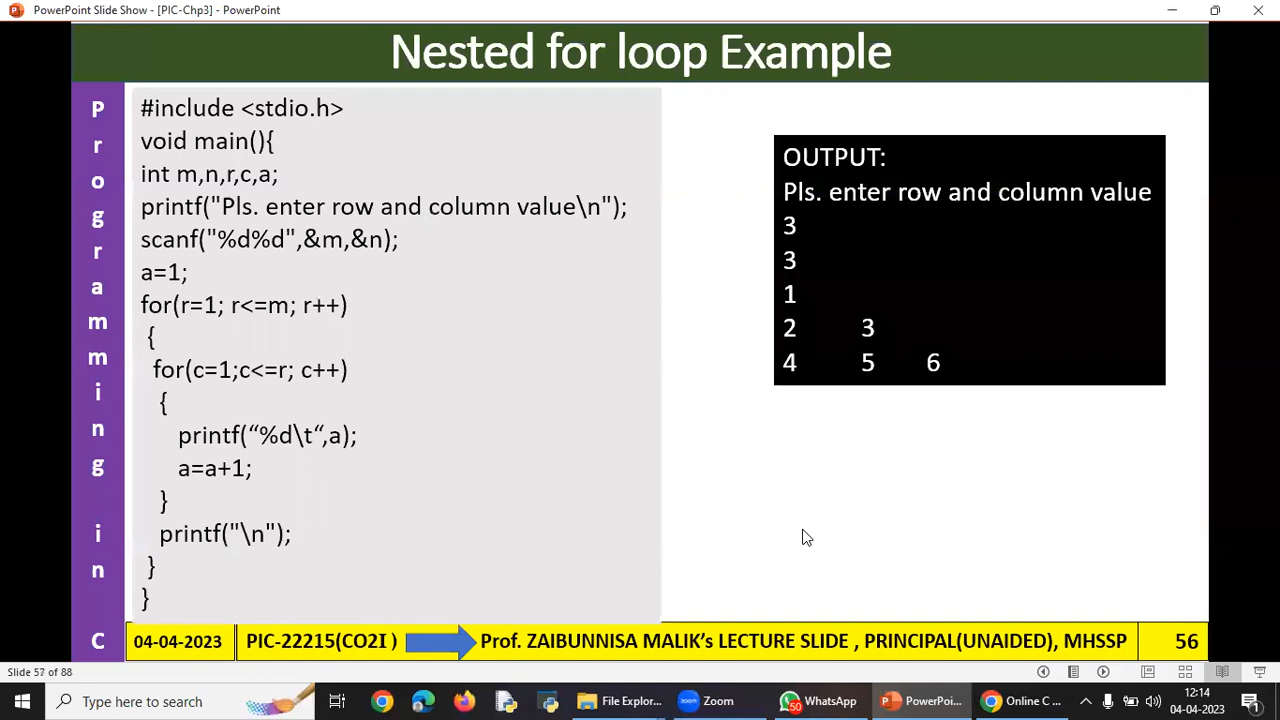 PowerPoint Slide Show - [PIC-Chp3] - PowerPoint
Nested for loop Example
Programming in C
#include <stdio.h>
void main(){
int m,n,r,c,a;
printf("Pls. enter row and column value\n");
scanf("%d%d",&m,&n);
a=1;
for(r=1; r<=m; r++)
{
for(c=1;c<=r; c++)
{
printf(“%d\t“,a);
a=a+1;
}
printf("\n");
}
}
OUTPUT:
Pls. enter row and column value
3
3
1
2 3
4 5 6
04-04-2023 PIC-22215(CO2I ) Prof. ZAIBUNNISA MALIK’s LECTURE SLIDE , PRINCIPAL(UNAIDED), MHSSP 56
Slide 57 of 88
Type here to search File Explor... Zoom 50 WhatsApp PowerPoi... Online C ... 12:14
04-04-2023 1